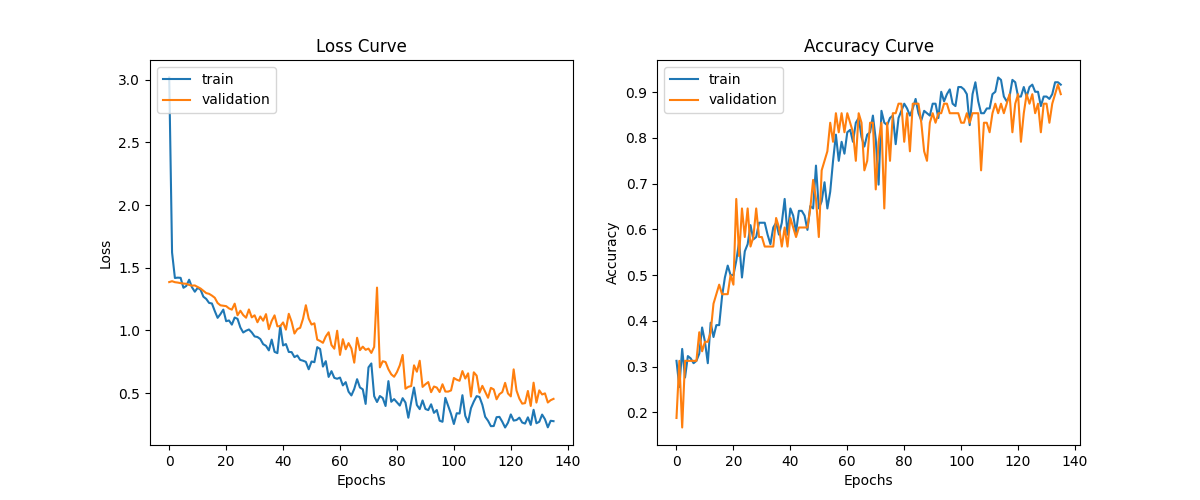 Loss Curve
train
validation
3.0
2.5
2.0
1.5
1.0
0.5
Loss
0 20 40 60 80 100 120 140
Epochs
Accuracy Curve
train
validation
0.9
0.8
0.7
0.6
0.5
0.4
0.3
0.2
Accuracy
0 20 40 60 80 100 120 140
Epochs